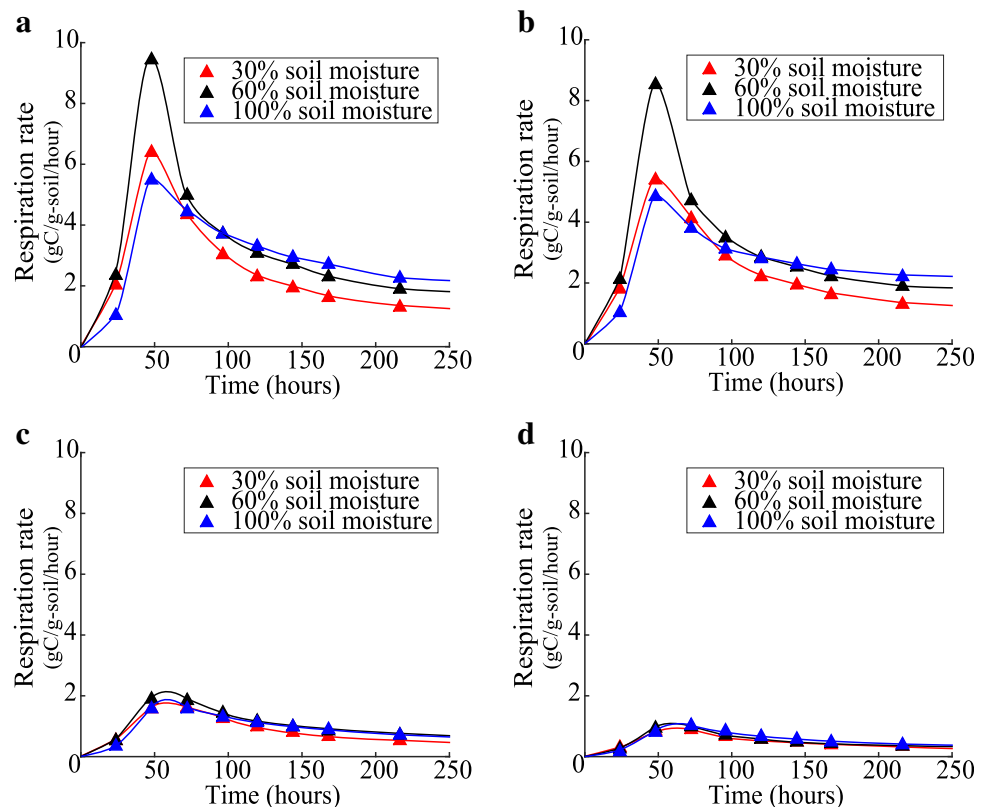 a
10
8
6
4
2
0
Respiration rate
(gC/g-soil/hour)
30% soil moisture
60% soil moisture
100% soil moisture
50 100 150 200 250
Time (hours)
b
10
8
6
4
2
0
Respiration rate
(gC/g-soil/hour)
30% soil moisture
60% soil moisture
100% soil moisture
50 100 150 200 250
Time (hours)
c
10
8
6
4
2
0
Respiration rate
(gC/g-soil/hour)
30% soil moisture
60% soil moisture
100% soil moisture
50 100 150 200 250
Time (hours)
d
10
8
6
4
2
0
Respiration rate
(gC/g-soil/hour)
30% soil moisture
60% soil moisture
100% soil moisture
50 100 150 200 250
Time (hours)